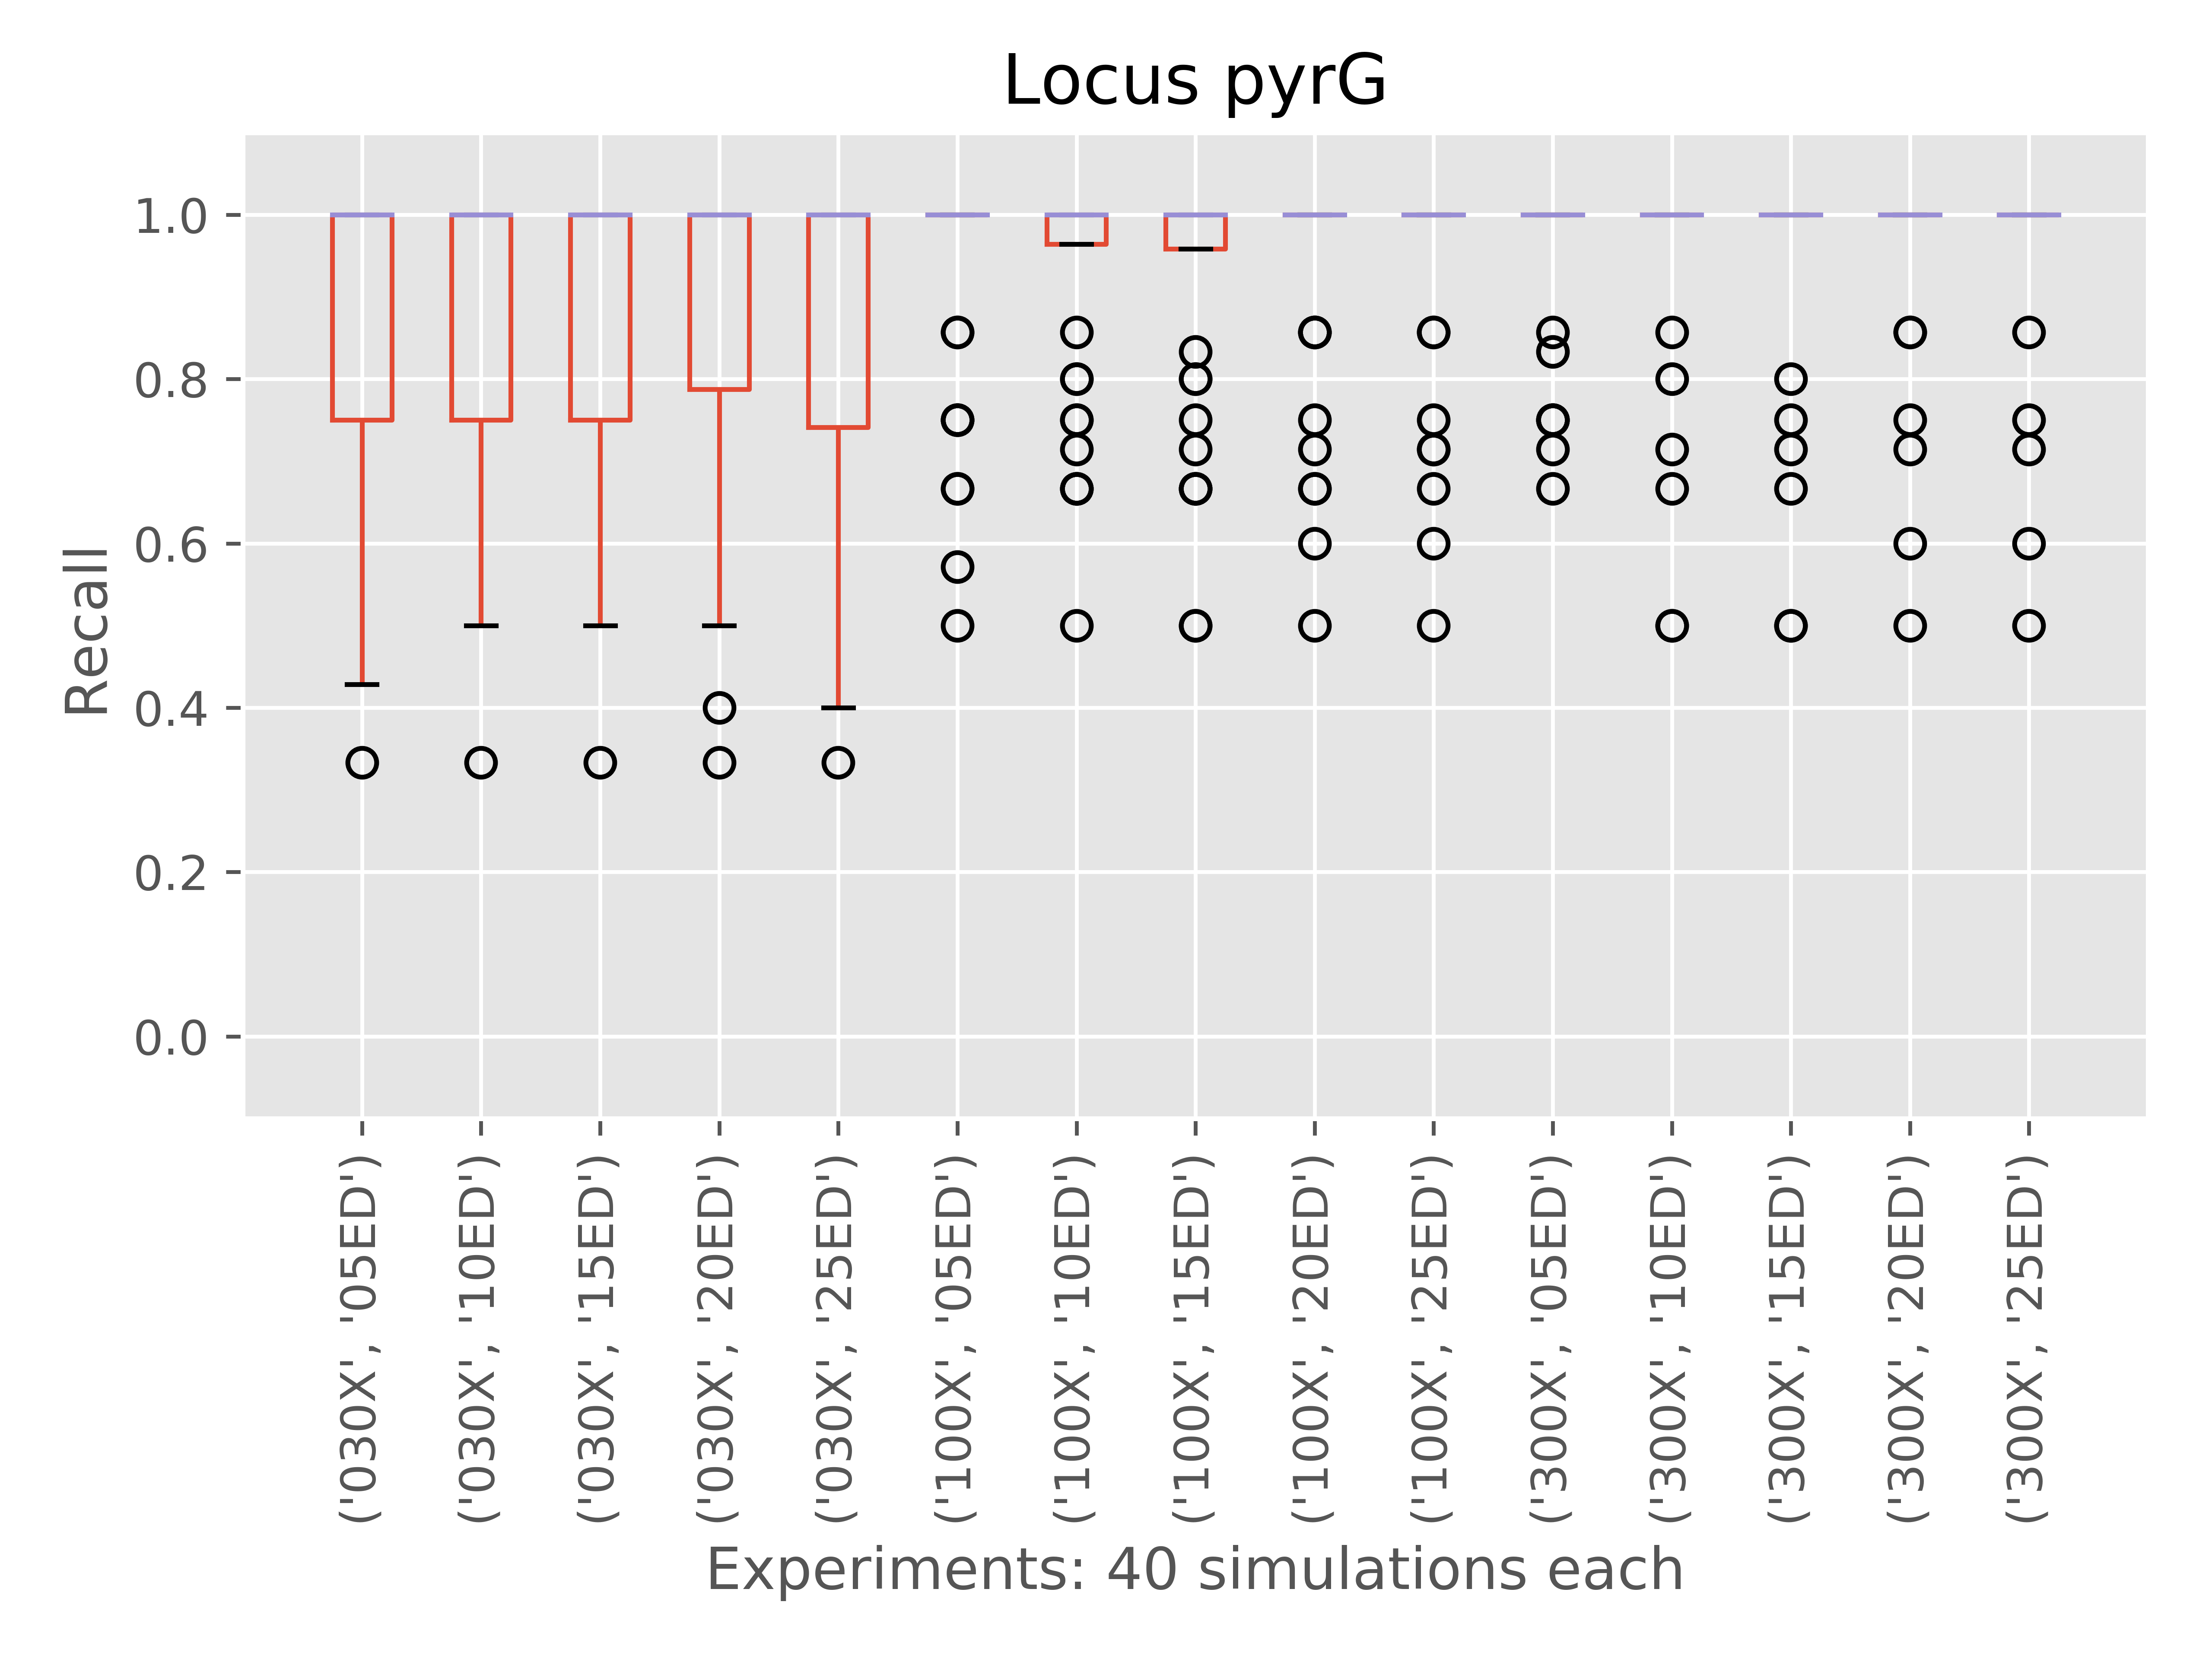 Locus pyrG
Recall
1.0
0.8
0.6
0.4
0.2
0.0
('030X', '05ED')
('030X', '10ED')
('030X', '15ED')
('030X', '20ED')
('030X', '25ED')
('100X', '05ED')
('100X', '10ED')
('100X', '15ED')
('100X', '20ED')
('100X', '25ED')
('300X', '05ED')
('300X', '10ED')
('300X', '15ED')
('300X', '20ED')
('300X', '25ED')
Experiments: 40 simulations each